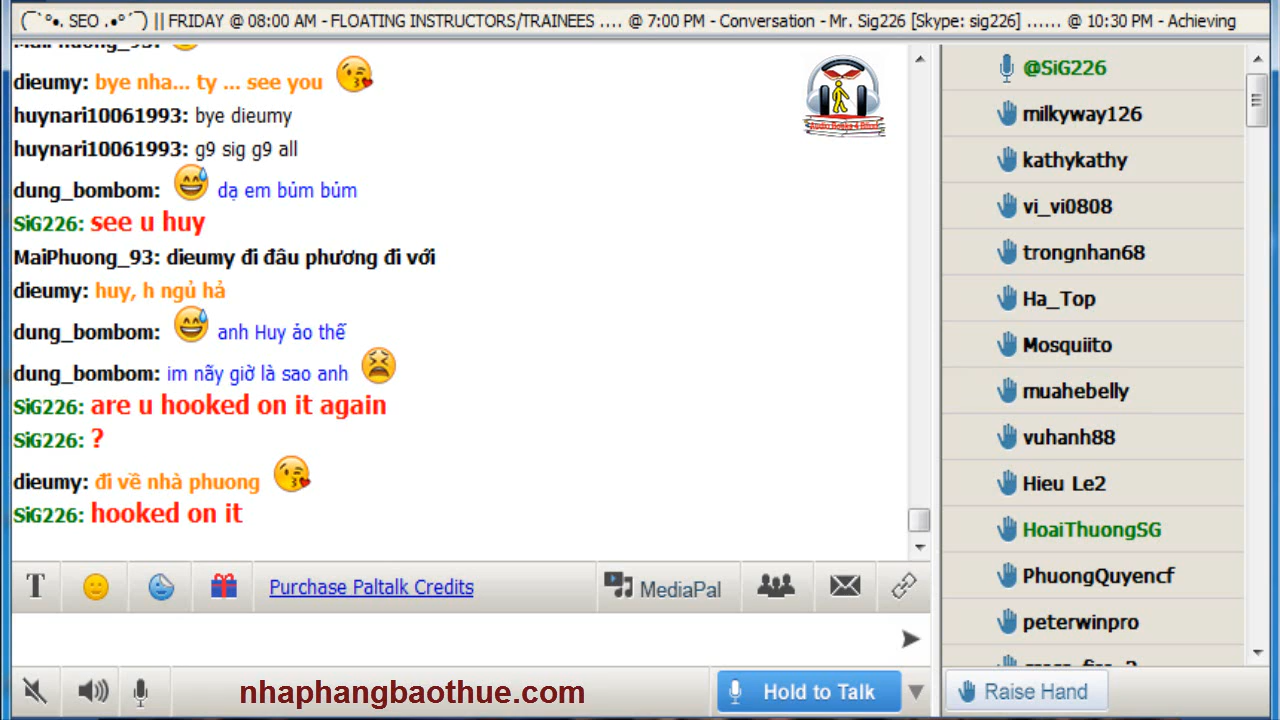 (¯`°•. SEO .•°´¯) || FRIDAY @ 08:00 AM - FLOATING INSTRUCTORS/TRAINEES .... @ 7:00 PM - Conversation - Mr. Sig226 [Skype: sig226] ...... @ 10:30 PM - Achieving
MaiPhuong_93:
dieumy: bye nha... ty ... see you
huynari10061993: bye dieumy
huynari10061993: g9 sig g9 all
dung_bombom: dạ em bủm bủm
SiG226: see u huy
MaiPhuong_93: dieumy đi đâu phương đi với
dieumy: huy, h ngủ hả
dung_bombom: anh Huy ảo thế
dung_bombom: im nãy giờ là sao anh
SiG226: are u hooked on it again
SiG226: ?
dieumy: đi về nhà phuong
SiG226: hooked on it
T
Purchase Paltalk Credits
MediaPal
nhaphangbaothue.com
Hold to Talk
@SiG226
milkyway126
kathykathy
vi_vi0808
trongnhan68
Ha_Top
Mosquiito
muahebelly
vuhanh88
Hieu Le2
HoaiThuongSG
PhuongQuyencf
peterwinpro
Raise Hand